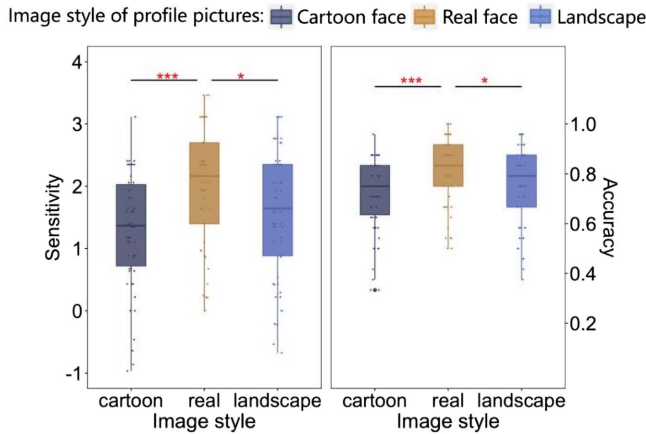 Image style of profile pictures: Cartoon face Real face Landscape
4
3
2
1
0
-1
Sensitivity
***
*
cartoon real landscape
Image style
***
*
1.0
0.8
0.6
0.4
0.2
Accuracy
cartoon real landscape
Image style